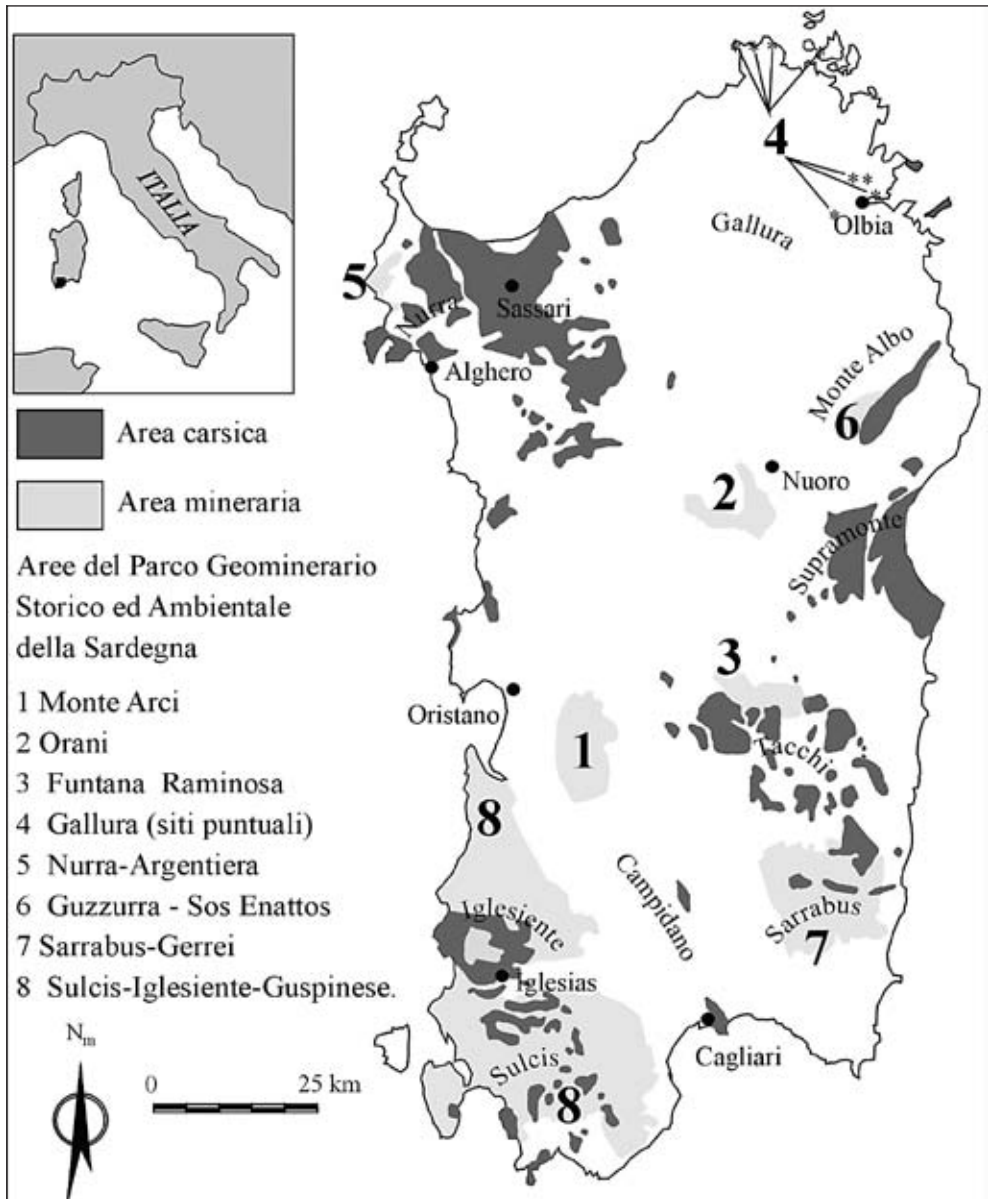 ITALIA
Area carsica
Area mineraria
Aree del Parco Geominerario
Storico ed Ambientale
della Sardegna
1 Monte Arci
2 Orani
3 Funtana Raminosa
4 Gallura (siti puntuali)
5 Nurra-Argentiera
6 Guzzurra - Sos Enattos
7 Sarrabus-Gerrei
8 Sulcis-Iglesiente-Guspinese.
Nm
0 25 km
4
**
*
*
Olbia
Gallura
5
Nurra
Sassari
Alghero
Monte Albo
6
2
Nuoro
Supramonte
3
Oristano
1
Tacchi
8
Campidano
Iglesiente
Sarrabus
7
Iglesias
Cagliari
Sulcis
8